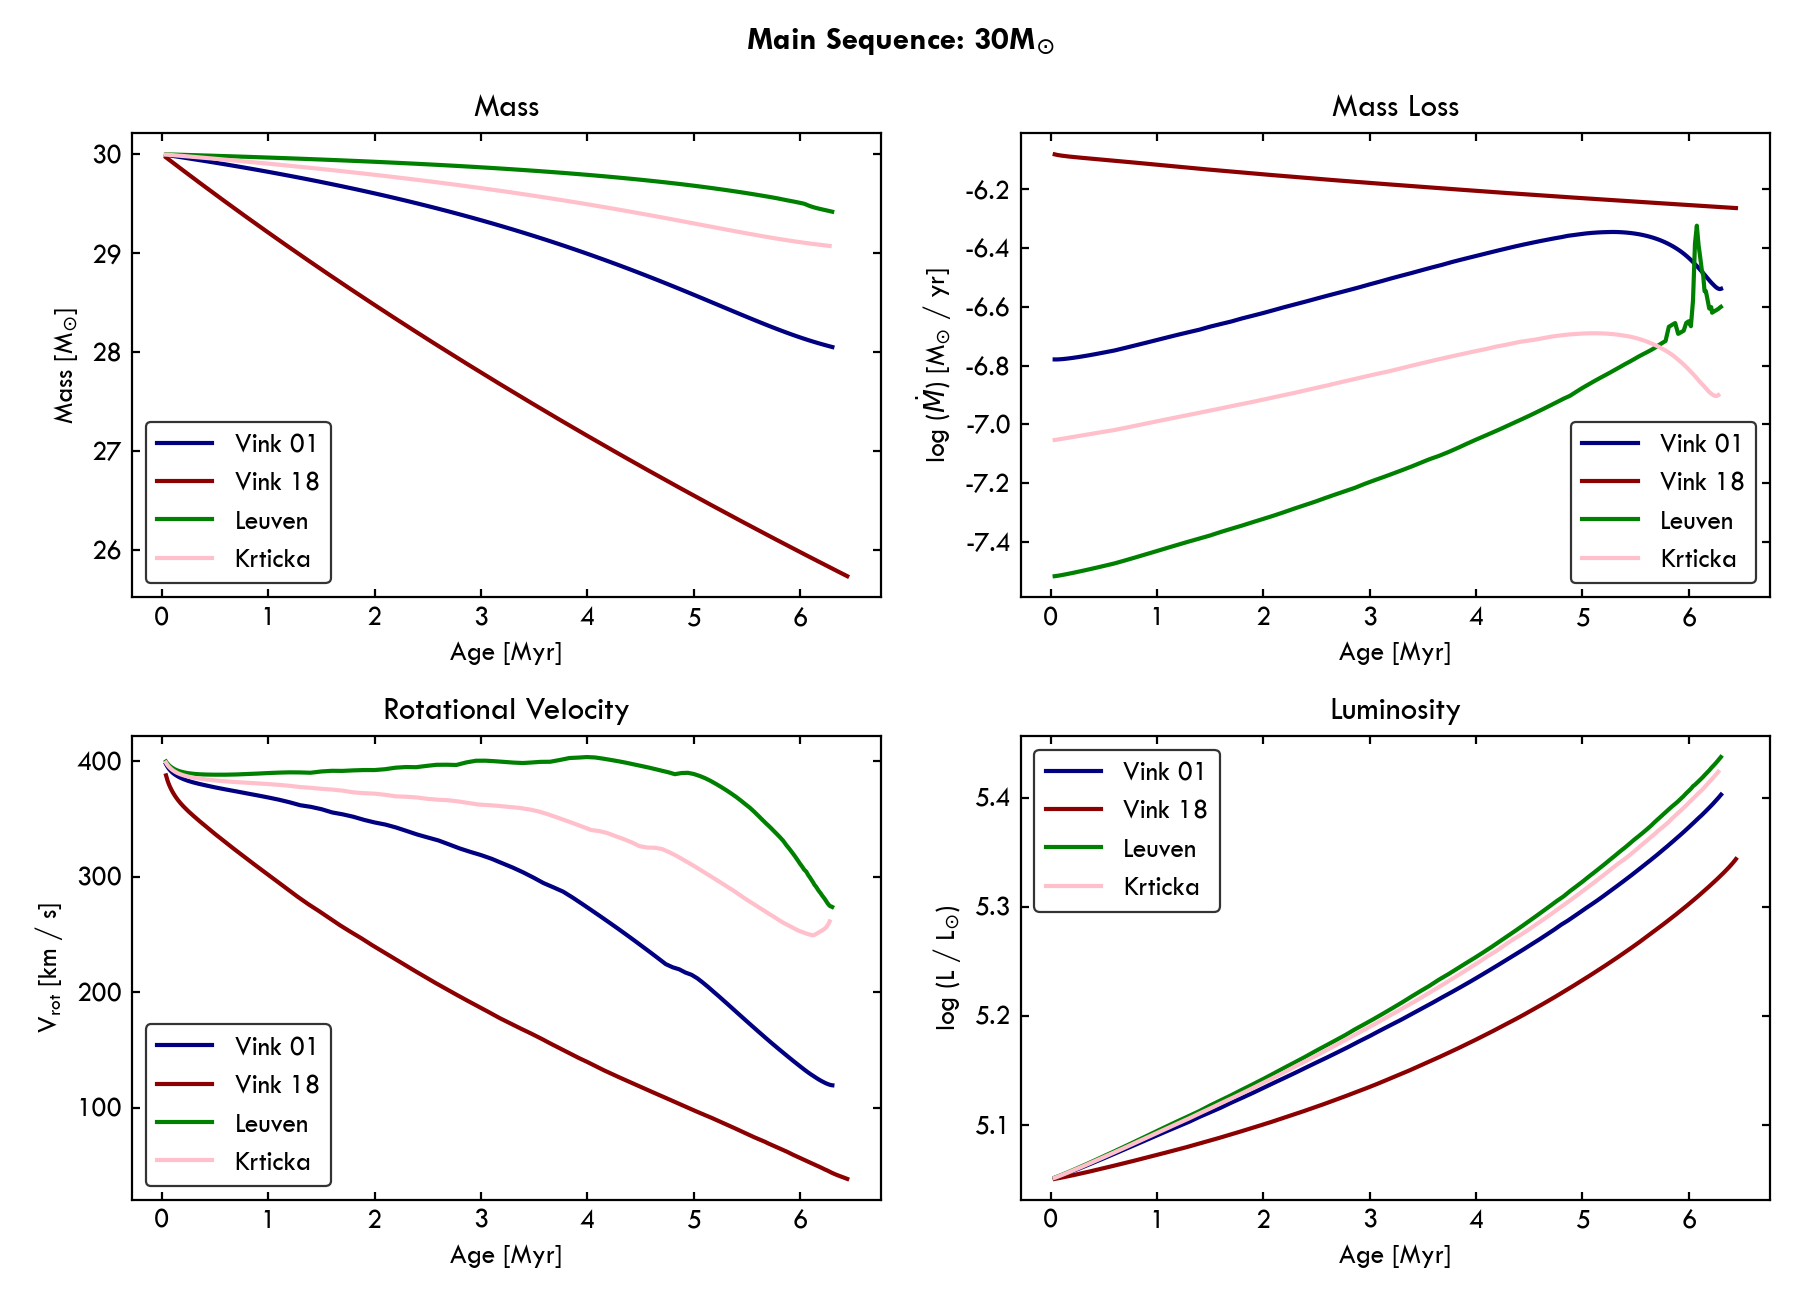 Main Sequence: 30M☉
Mass
30
29
28
27
26
Mass [M☉]
Vink 01
Vink 18
Leuven
Krticka
0 1 2 3 4 5 6
Age [Myr]
Mass Loss
-6.2
-6.4
-6.6
-6.8
-7.0
-7.2
-7.4
log (Ṁ) [M☉ / yr]
Vink 01
Vink 18
Leuven
Krticka
0 1 2 3 4 5 6
Age [Myr]
Rotational Velocity
400
300
200
100
Vrot [km / s]
Vink 01
Vink 18
Leuven
Krticka
0 1 2 3 4 5 6
Age [Myr]
Luminosity
5.4
5.3
5.2
5.1
log (L / L☉)
Vink 01
Vink 18
Leuven
Krticka
0 1 2 3 4 5 6
Age [Myr]